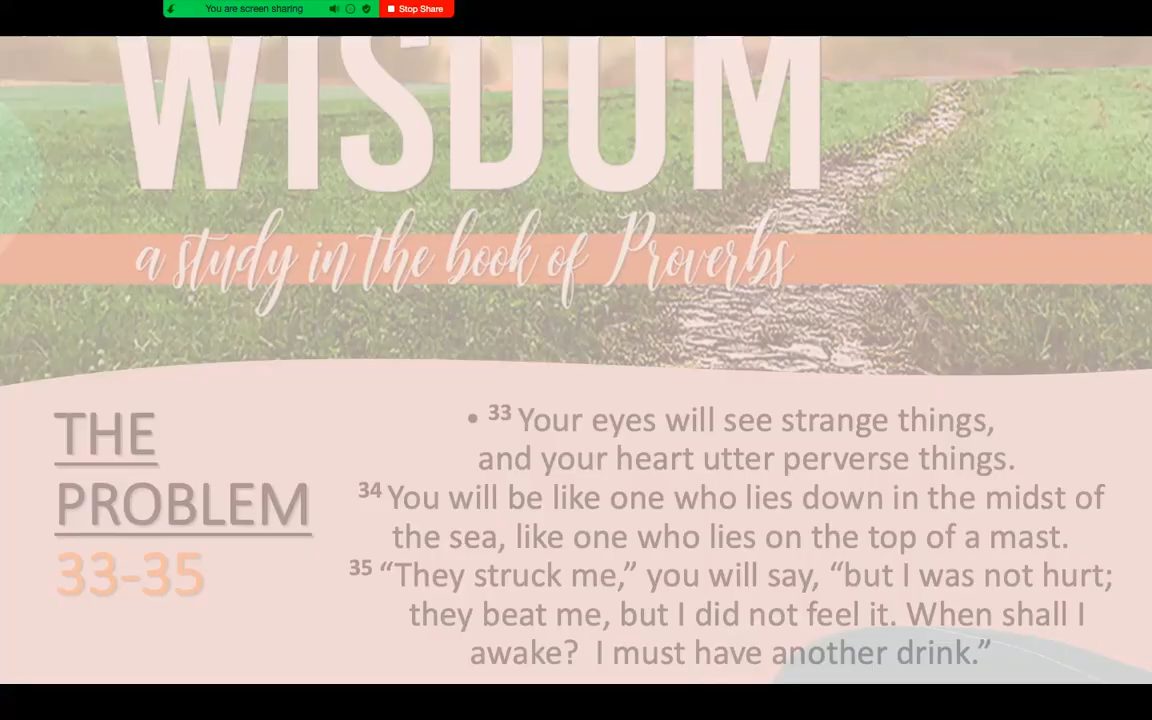 You are screen sharing Stop Share
WISDOM
a study in the book of Proverbs
THE
PROBLEM
33-35
• 33 Your eyes will see strange things,
and your heart utter perverse things.
34 You will be like one who lies down in the midst of
the sea, like one who lies on the top of a mast.
35 “They struck me,” you will say, “but I was not hurt;
they beat me, but I did not feel it. When shall I
awake?  I must have another drink.”